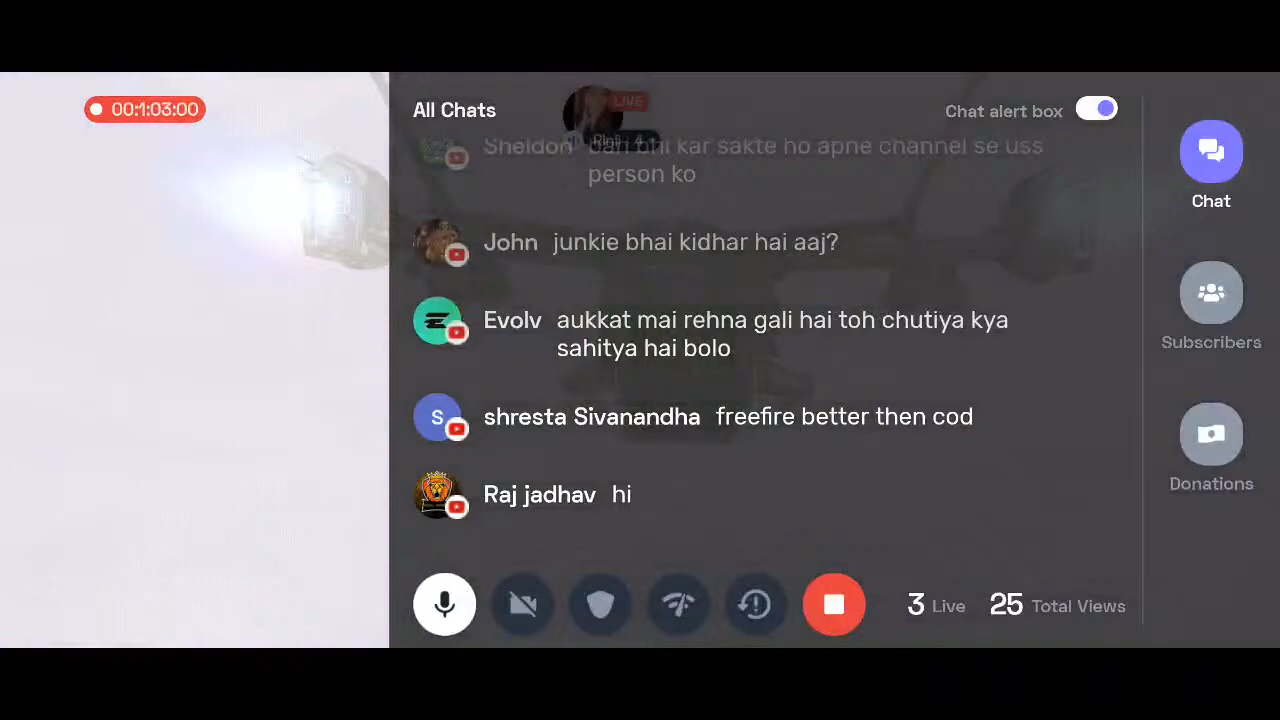 00:1:03:00
All Chats
LIVE
Chat alert box
Sheldon ban bhi kar sakte ho apne channel se uss
person ko
Chat
John junkie bhai kidhar hai aaj?
Evolv aukkat mai rehna gali hai toh chutiya kya
sahitya hai bolo
Subscribers
S shresta Sivanandha freefire better then cod
Donations
Raj jadhav hi
3 Live 25 Total Views